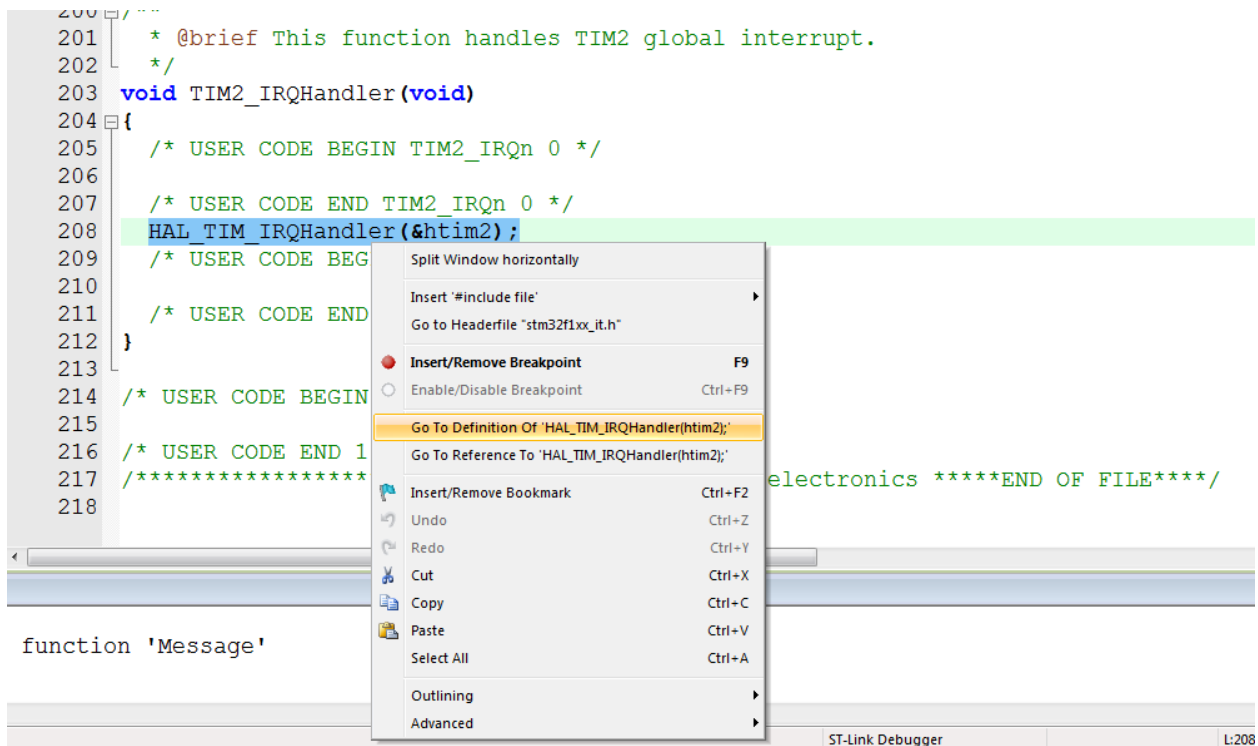 200 /**
201 * @brief This function handles TIM2 global interrupt.
202 */
203 void TIM2_IRQHandler(void)
204 {
205 /* USER CODE BEGIN TIM2_IRQn 0 */
206
207 /* USER CODE END TIM2_IRQn 0 */
208 HAL_TIM_IRQHandler(&htim2);
209 /* USER CODE BEG
210
211 /* USER CODE END
212 }
213
214 /* USER CODE BEGIN
215
216 /* USER CODE END 1
217 /***************** electronics *****END OF FILE****/
218
Split Window horizontally
Insert '#include file'
Go to Headerfile "stm32f1xx_it.h"
Insert/Remove Breakpoint F9
Enable/Disable Breakpoint Ctrl+F9
Go To Definition Of 'HAL_TIM_IRQHandler(htim2);'
Go To Reference To 'HAL_TIM_IRQHandler(htim2);'
Insert/Remove Bookmark Ctrl+F2
Undo Ctrl+Z
Redo Ctrl+Y
Cut Ctrl+X
Copy Ctrl+C
Paste Ctrl+V
Select All Ctrl+A
Outlining
Advanced
function 'Message'
ST-Link Debugger L:208